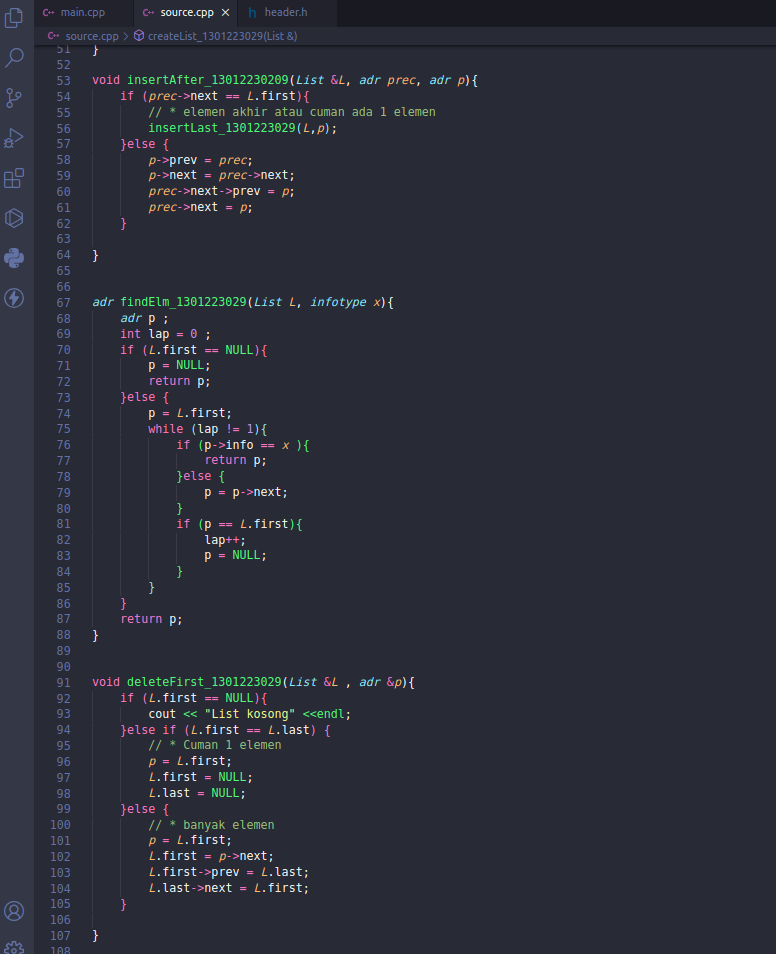 main.cpp
source.cpp
header.h
source.cpp > createList_1301223029(List &)
51 }
52
53 void insertAfter_13012230209(List &L, adr prec, adr p){
54 if (prec->next == L.first){
55 // * elemen akhir atau cuman ada 1 elemen
56 insertLast_1301223029(L,p);
57 }else {
58 p->prev = prec;
59 p->next = prec->next;
60 prec->next->prev = p;
61 prec->next = p;
62 }
63
64 }
65
66
67 adr findElm_1301223029(List L, infotype x){
68 adr p ;
69 int lap = 0 ;
70 if (L.first == NULL){
71 p = NULL;
72 return p;
73 }else {
74 p = L.first;
75 while (lap != 1){
76 if (p->info == x ){
77 return p;
78 }else {
79 p = p->next;
80 }
81 if (p == L.first){
82 lap++;
83 p = NULL;
84 }
85 }
86 }
87 return p;
88 }
89
90
91 void deleteFirst_1301223029(List &L , adr &p){
92 if (L.first == NULL){
93 cout << "List kosong" <<endl;
94 }else if (L.first == L.last) {
95 // * Cuman 1 elemen
96 p = L.first;
97 L.first = NULL;
98 L.last = NULL;
99 }else {
100 // * banyak elemen
101 p = L.first;
102 L.first = p->next;
103 L.first->prev = L.last;
104 L.last->next = L.first;
105 }
106
107 }
108